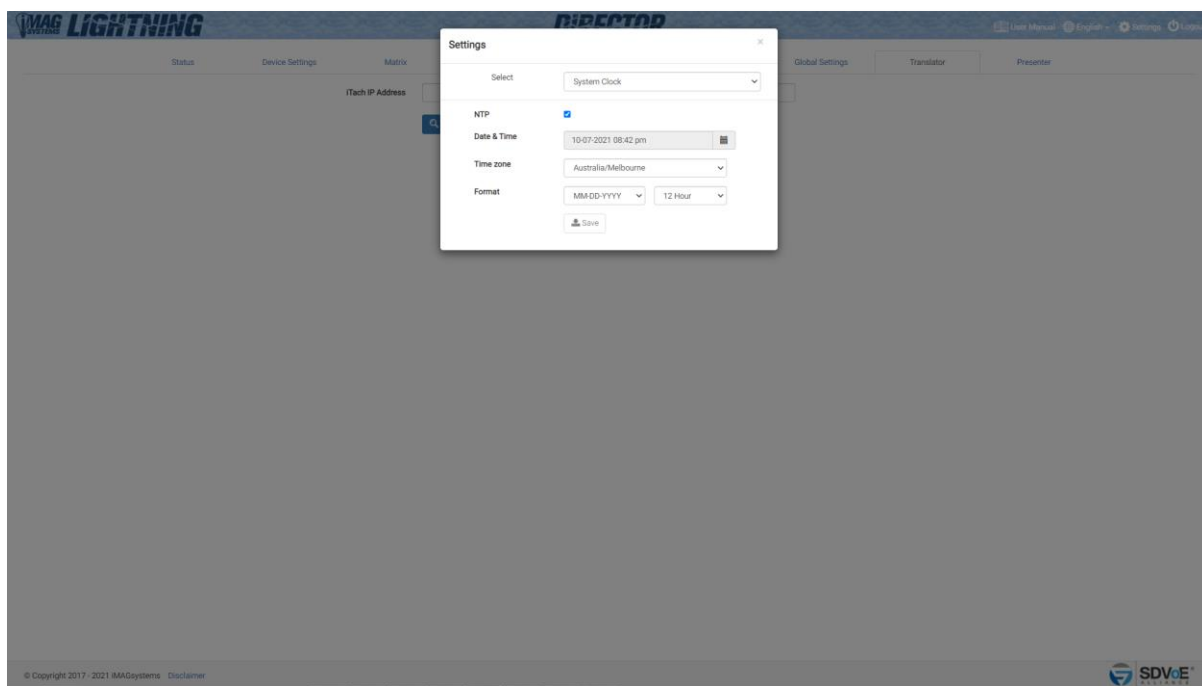 iMAG SYSTEMS LIGHTNING DIRECTOR User Manual English Settings Logout
Status Device Settings Matrix Global Settings Translator Presenter
iTach IP Address
Settings ×
Select System Clock
NTP
Date & Time 10-07-2021 08:42 pm
Time zone Australia/Melbourne
Format MM-DD-YYYY 12 Hour
Save
© Copyright 2017 - 2021 iMAGsystems Disclaimer SDVoE
ALLIANCE